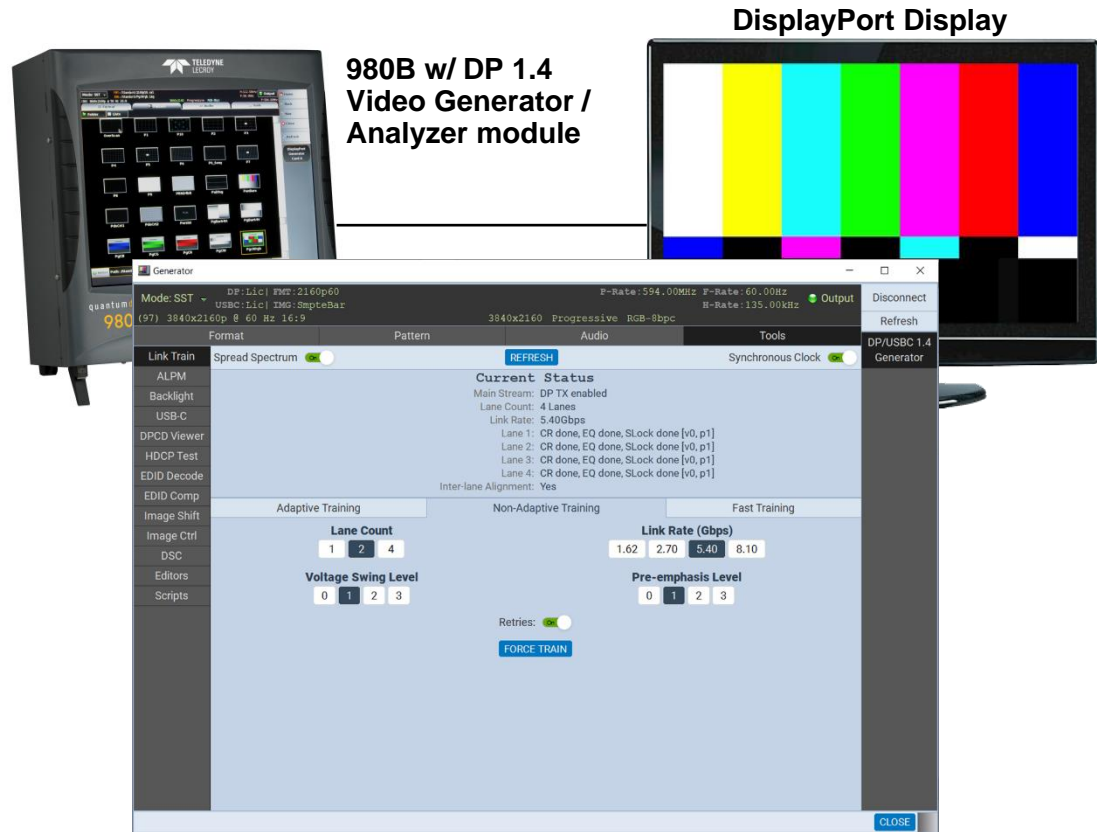 DisplayPort Display
TELEDYNE
LECROY
980B w/ DP 1.4
Video Generator /
Analyzer module
quantum
980
Generator
Mode: SST
DP:Lic| FMT:2160p60
USBC:Lic| IMG:SmpteBar
P-Rate:594.00MHz F-Rate:60.00Hz
H-Rate:135.00kHz
Output
Disconnect
(97) 3840x2160p @ 60 Hz 16:9
3840x2160 Progressive RGB-8bpc
Refresh
Format
Pattern
Audio
Tools
DP/USBC 1.4
Generator
Link Train
ALPM
Backlight
USB-C
DPCD Viewer
HDCP Test
EDID Decode
EDID Comp
Image Shift
Image Ctrl
DSC
Editors
Scripts
Spread Spectrum On
REFRESH
Synchronous Clock On
Current Status
Main Stream: DP TX enabled
Lane Count: 4 Lanes
Link Rate: 5.40Gbps
Lane 1: CR done, EQ done, SLock done [v0, p1]
Lane 2: CR done, EQ done, SLock done [v0, p1]
Lane 3: CR done, EQ done, SLock done [v0, p1]
Lane 4: CR done, EQ done, SLock done [v0, p1]
Inter-lane Alignment: Yes
Adaptive Training
Non-Adaptive Training
Fast Training
Lane Count
1 2 4
Link Rate (Gbps)
1.62 2.70 5.40 8.10
Voltage Swing Level
0 1 2 3
Pre-emphasis Level
0 1 2 3
Retries: On
FORCE TRAIN
CLOSE